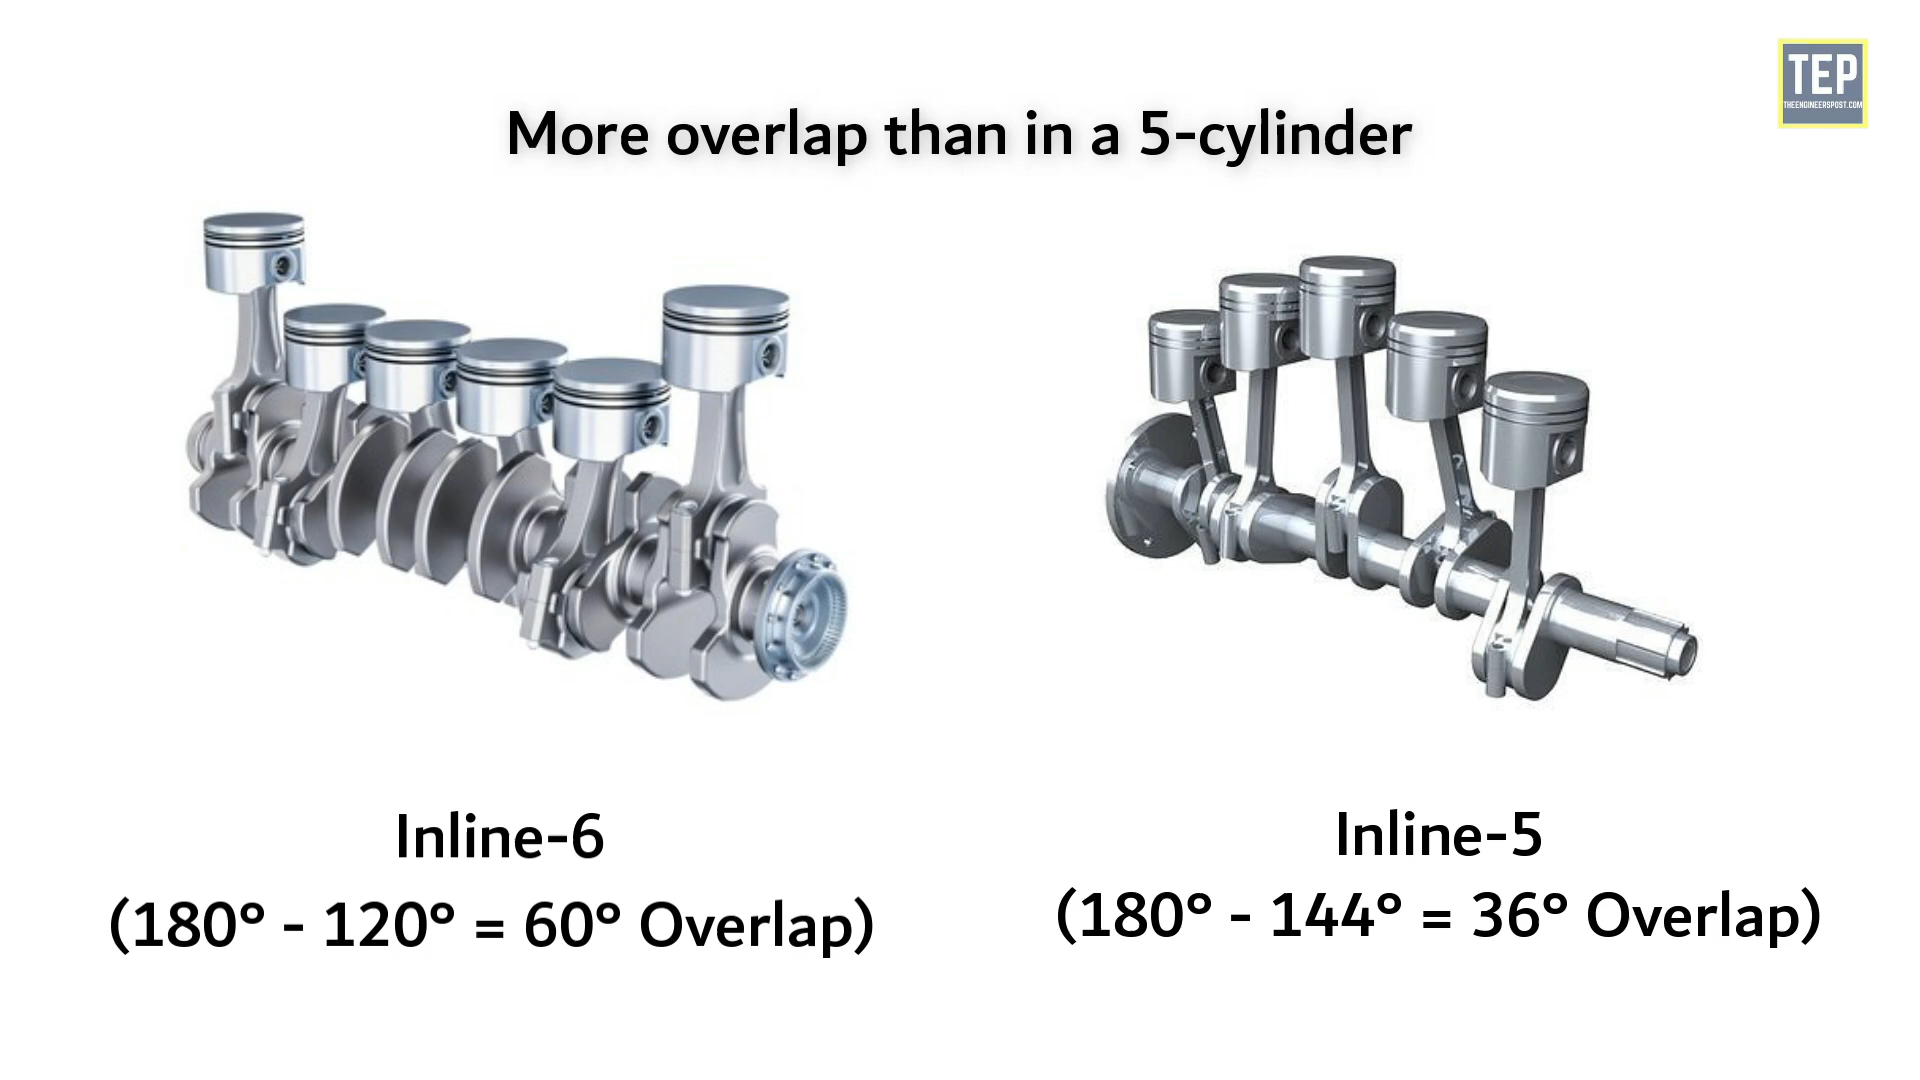 TEP
THEENGINEERSPOST.COM
More overlap than in a 5-cylinder
Inline-6
(180° - 120° = 60° Overlap)
Inline-5
(180° - 144° = 36° Overlap)